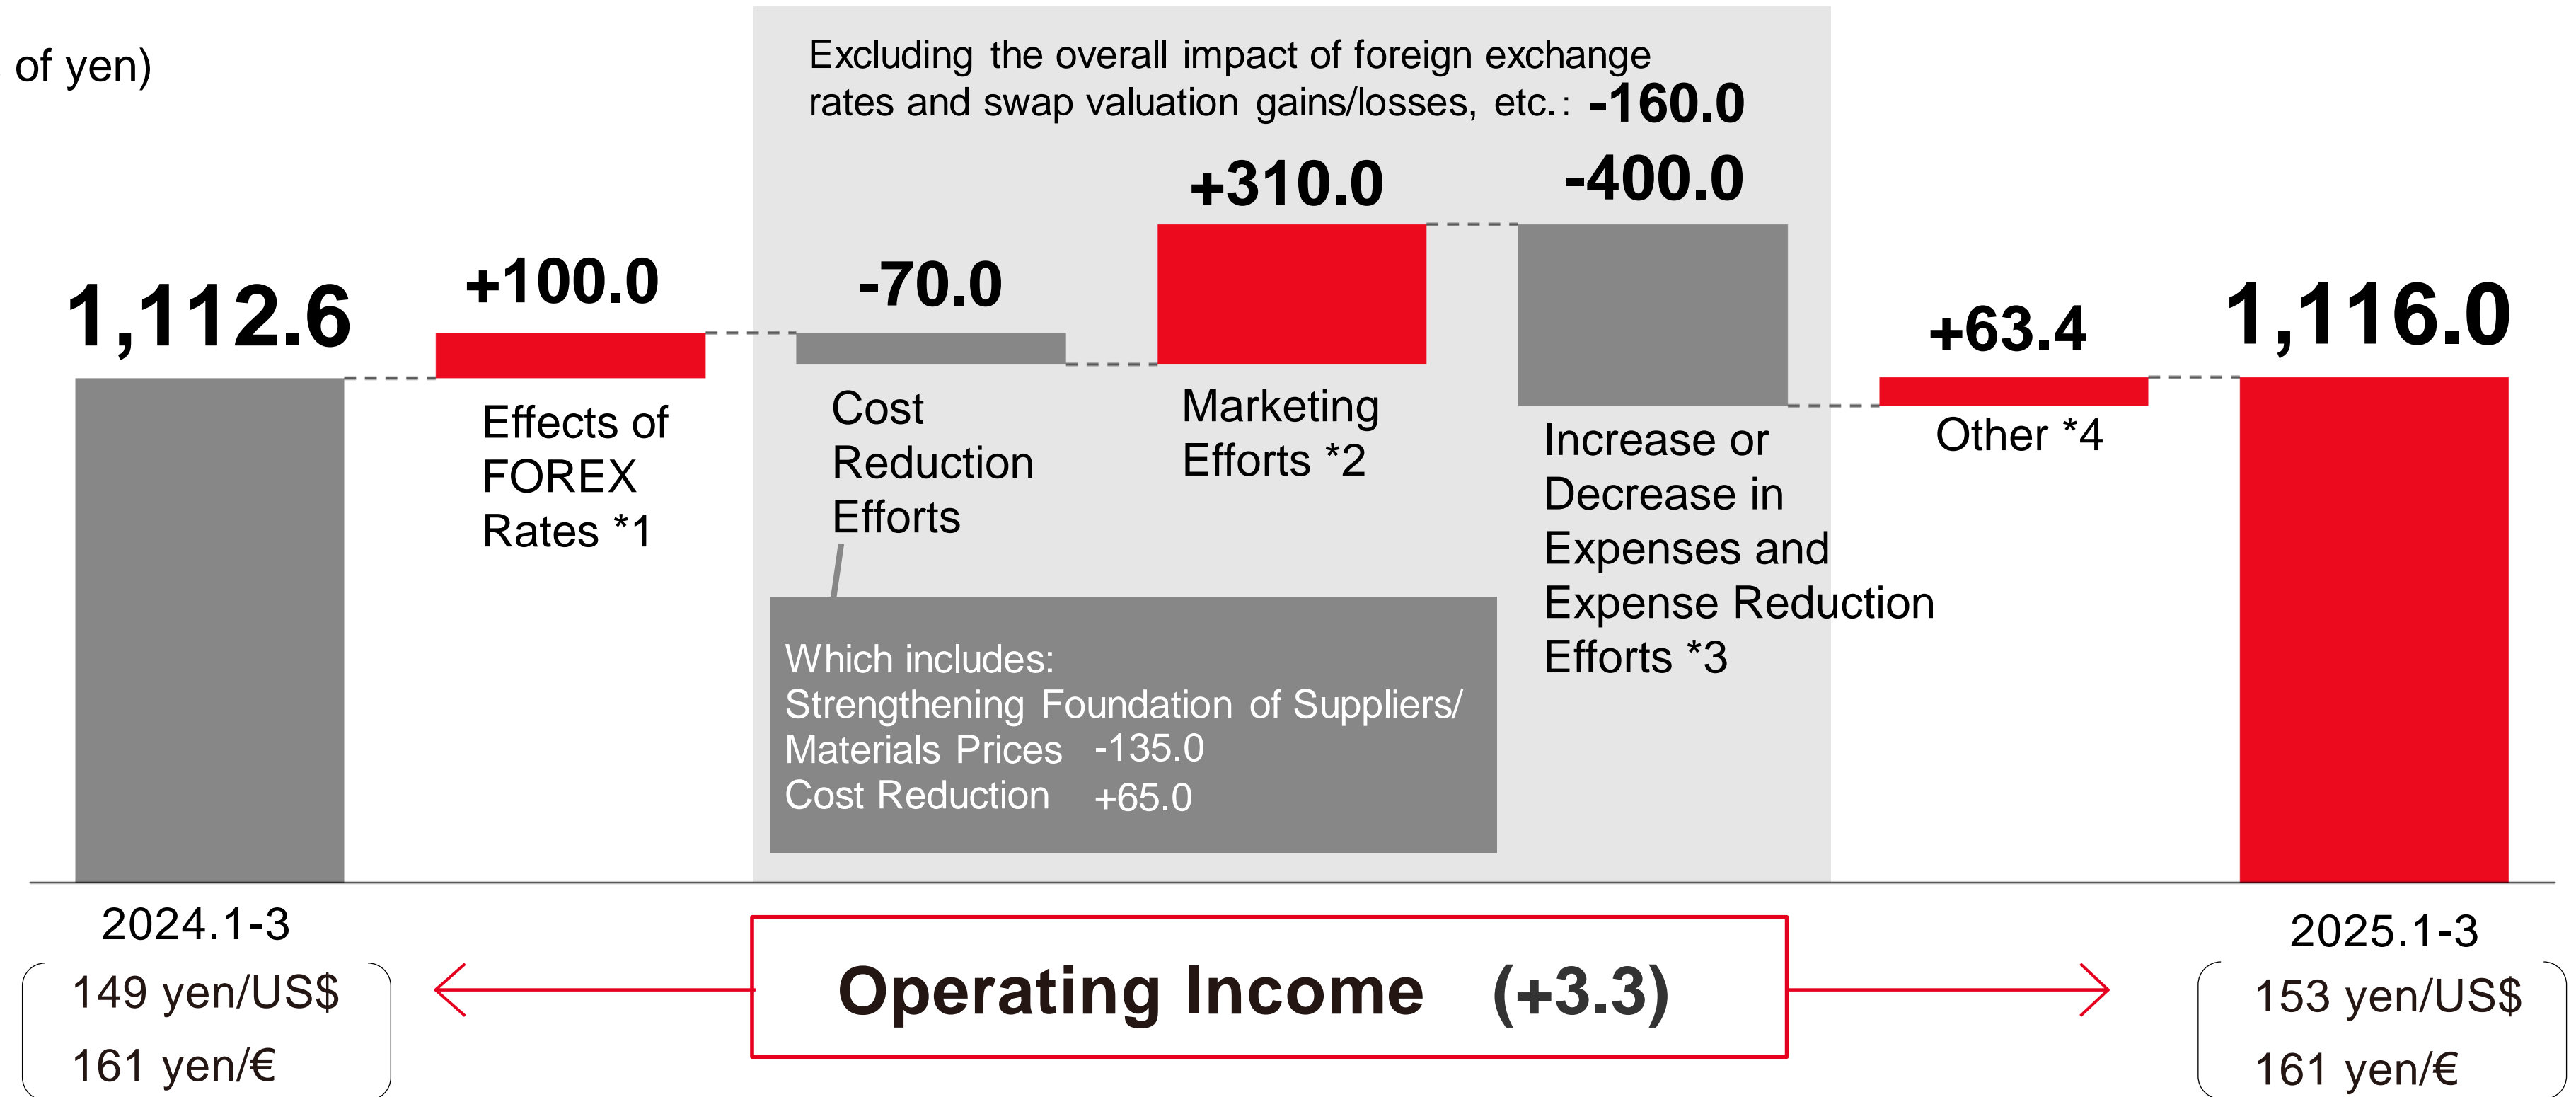 of yen)
Excluding the overall impact of foreign exchange
rates and swap valuation gains/losses, etc.: -160.0
1,112.6
+100.0
Effects of
FOREX
Rates *1
-70.0
Cost
Reduction
Efforts
+310.0
Marketing
Efforts *2
-400.0
Increase or
Decrease in
Expenses and
Expense Reduction
Efforts *3
+63.4
Other *4
1,116.0
Which includes:
Strengthening Foundation of Suppliers/
Materials Prices -135.0
Cost Reduction +65.0
2024.1-3
149 yen/US$
161 yen/€
Operating Income (+3.3)
2025.1-3
153 yen/US$
161 yen/€